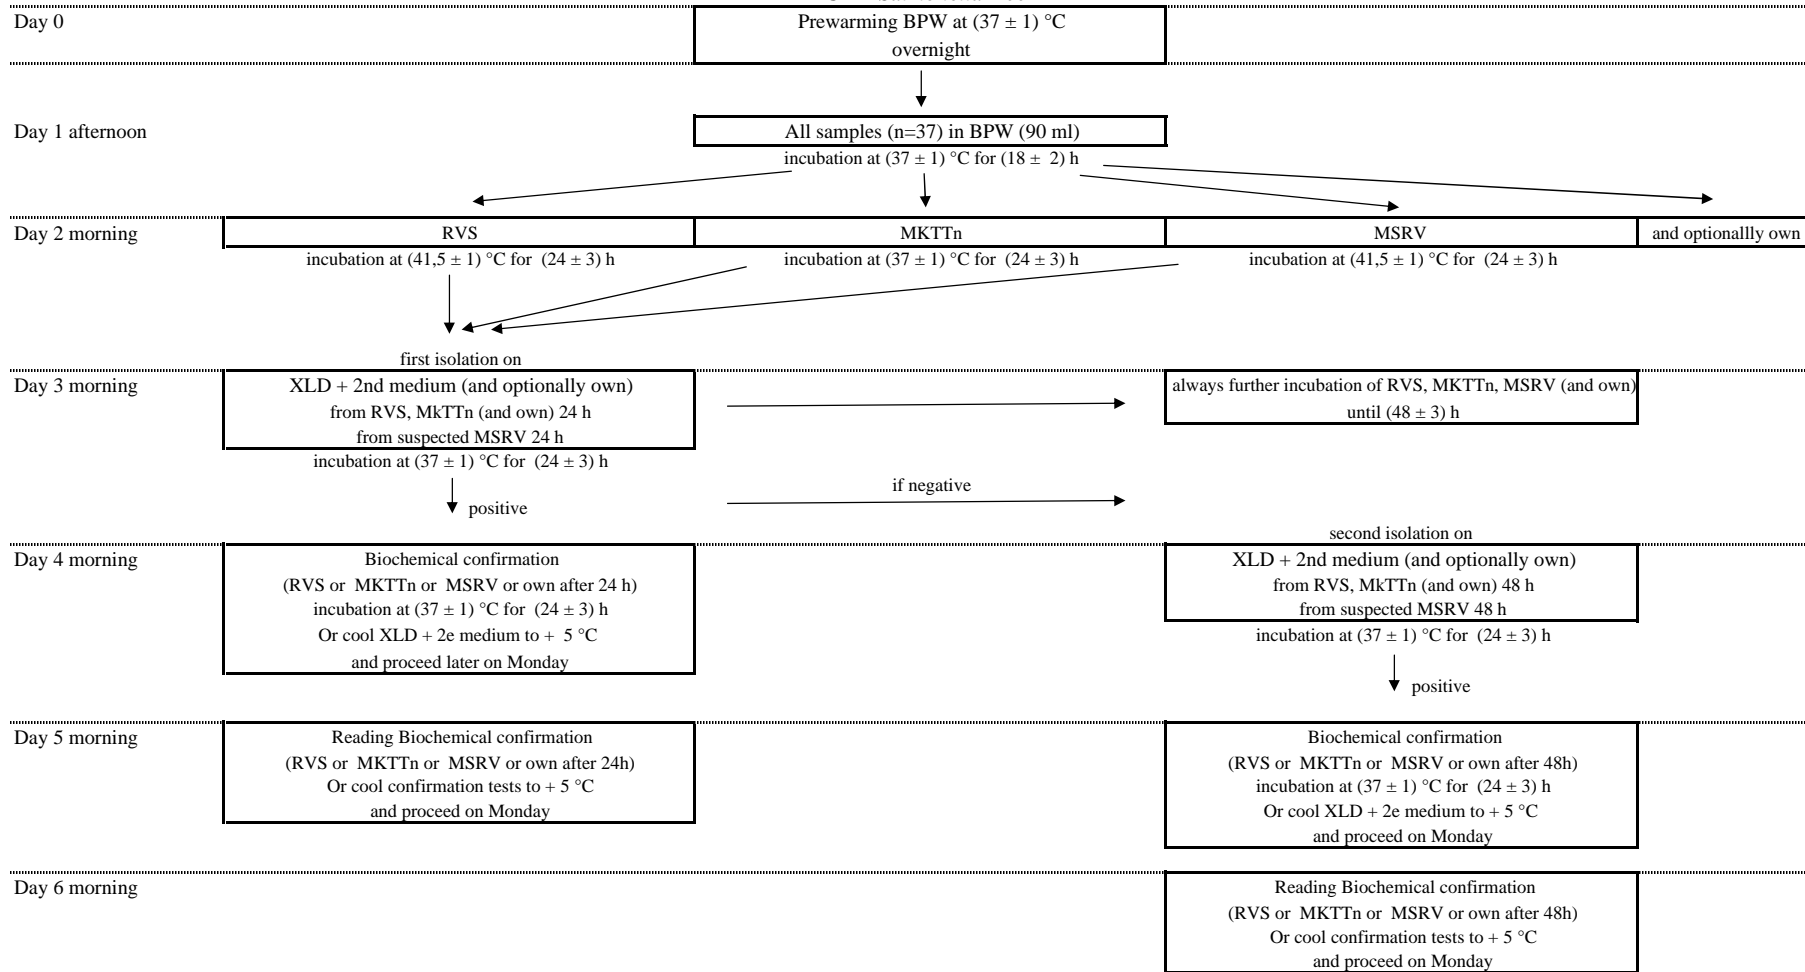 Day 0
Prewarming BPW at (37 ± 1) °C
overnight
Day 1 afternoon
All samples (n=37) in BPW (90 ml)
incubation at (37 ± 1) °C for (18 ± 2) h
Day 2 morning
RVS
MKTTn
MSRV
and optionallly own
incubation at (41,5 ± 1) °C for (24 ± 3) h
incubation at (37 ± 1) °C for (24 ± 3) h
incubation at (41,5 ± 1) °C for (24 ± 3) h
first isolation on
Day 3 morning
XLD + 2nd medium (and optionally own)
from RVS, MkTTn (and own) 24 h
from suspected MSRV 24 h
incubation at (37 ± 1) °C for (24 ± 3) h
always further incubation of RVS, MKTTn, MSRV (and own)
until (48 ± 3) h
positive
if negative
second isolation on
Day 4 morning
Biochemical confirmation
(RVS or MKTTn or MSRV or own after 24 h)
incubation at (37 ± 1) °C for (24 ± 3) h
Or cool XLD + 2e medium to + 5 °C
and proceed later on Monday
XLD + 2nd medium (and optionally own)
from RVS, MkTTn (and own) 48 h
from suspected MSRV 48 h
incubation at (37 ± 1) °C for (24 ± 3) h
positive
Day 5 morning
Reading Biochemical confirmation
(RVS or MKTTn or MSRV or own after 24h)
Or cool confirmation tests to + 5 °C
and proceed on Monday
Biochemical confirmation
(RVS or MKTTn or MSRV or own after 48h)
incubation at (37 ± 1) °C for (24 ± 3) h
Or cool XLD + 2e medium to + 5 °C
and proceed on Monday
Day 6 morning
Reading Biochemical confirmation
(RVS or MKTTn or MSRV or own after 48h)
Or cool confirmation tests to + 5 °C
and proceed on Monday